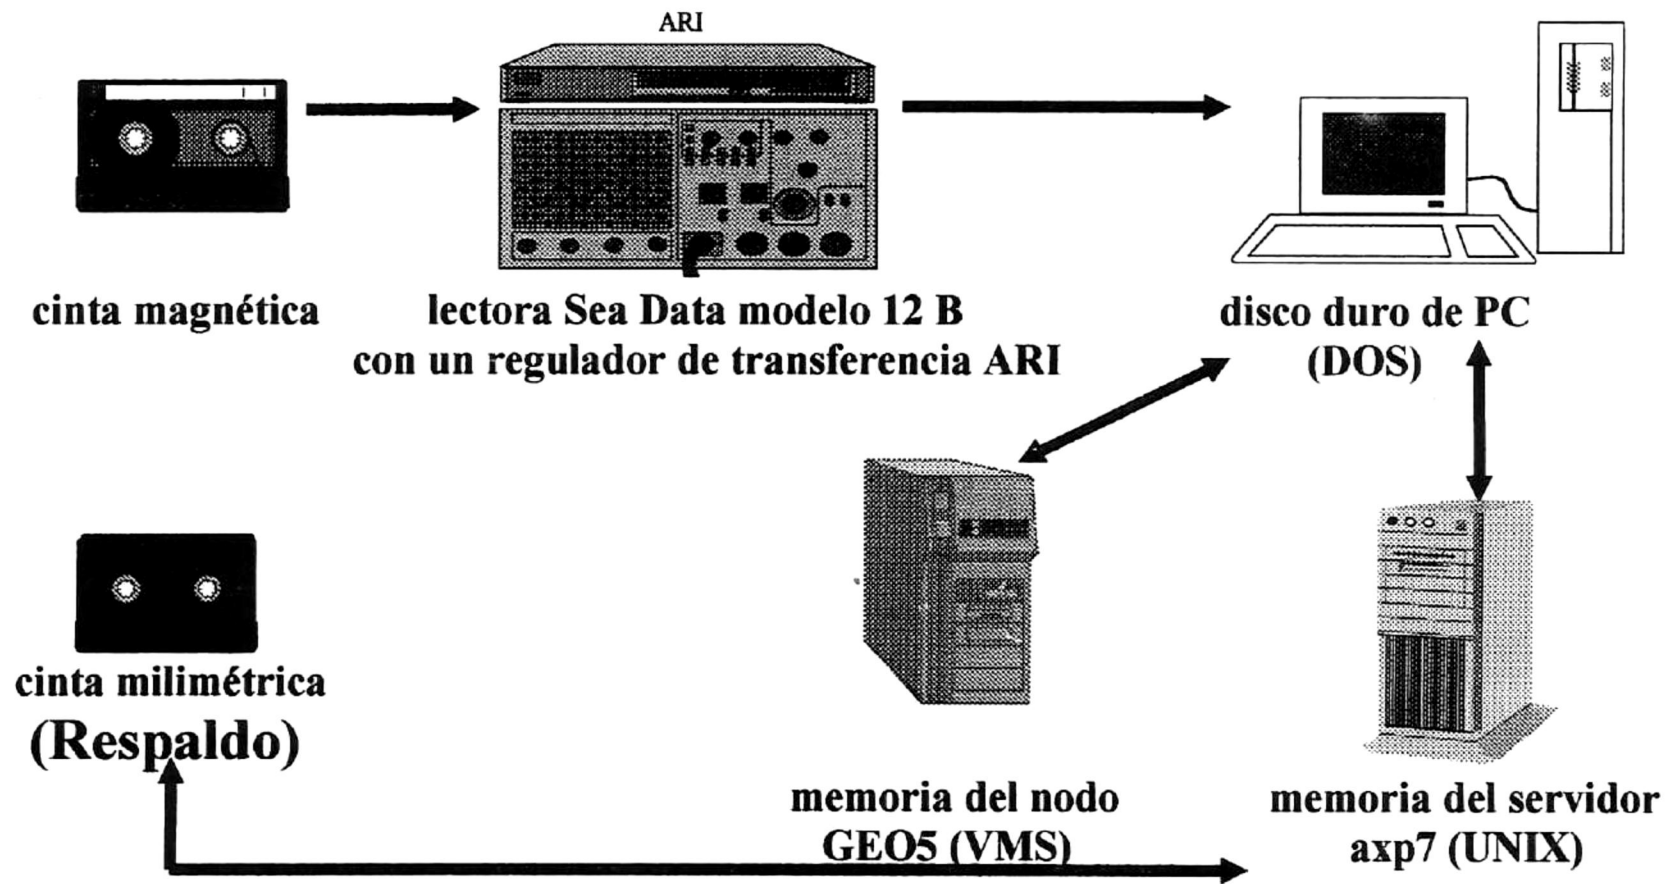 ARI
cinta magnética
lectora Sea Data modelo 12 B
con un regulador de transferencia ARI
disco duro de PC
(DOS)
cinta milimétrica
(Respaldo)
memoria del nodo
GEO5 (VMS)
memoria del servidor
axp7 (UNIX)